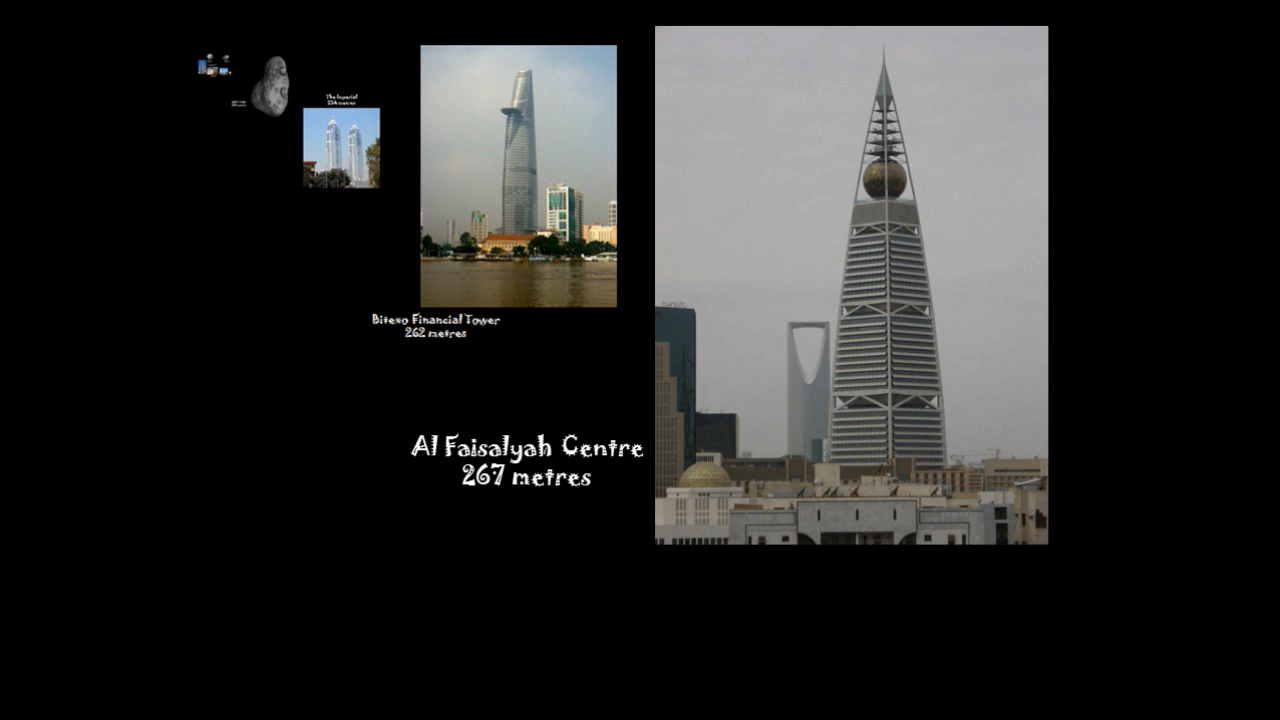 The Imperial
254 metres
Bitexo Financial Tower
262 metres
Al Faisalyah Centre
267 metres